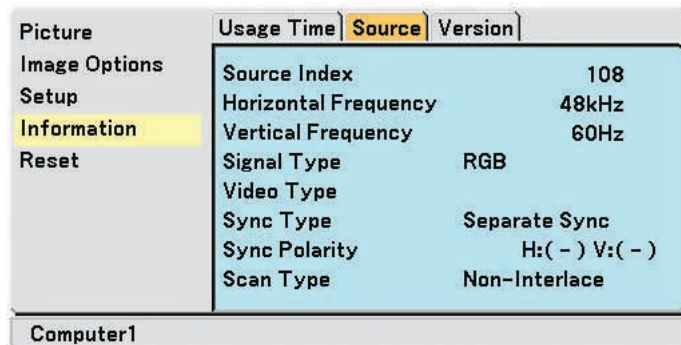 Picture
Image Options
Setup
Information
Reset
Usage Time Source Version
Source Index 108
Horizontal Frequency 48kHz
Vertical Frequency 60Hz
Signal Type RGB
Video Type
Sync Type Separate Sync
Sync Polarity H:( – ) V:( – )
Scan Type Non-Interlace
Computer1